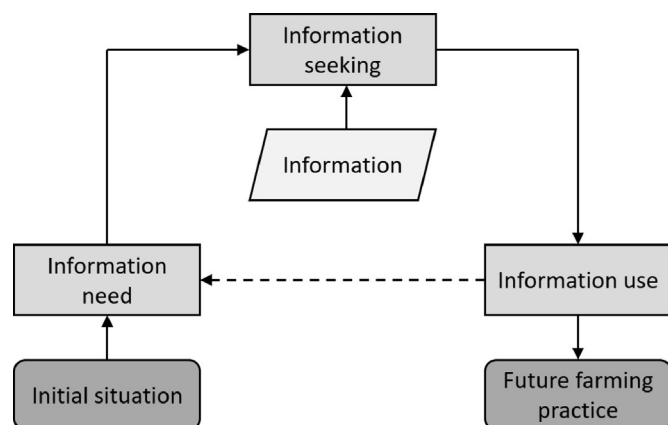 Information
seeking
Information
Information
need
Information use
Initial situation
Future farming
practice